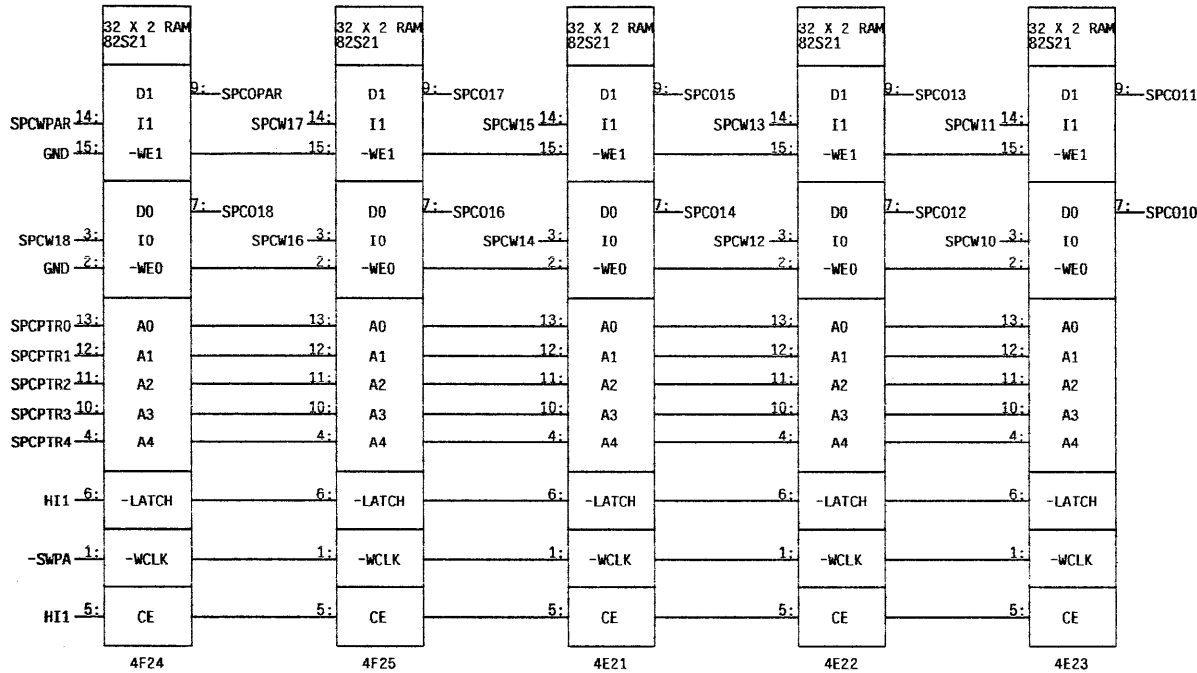 32 X 2 RAM 32 X 2 RAM 32 X 2 RAM 32 X 2 RAM 32 X 2 RAM
82S21 82S21 82S21 82S21 82S21
D1 9: SPCOPAR D1 9: SPCO17 D1 9: SPCO15 D1 9: SPCO13 D1 9: SPCO11
SPCWPAR 14: I1 SPCW17 14: I1 SPCW15 14: I1 SPCW13 14: I1 SPCW11 14: I1
GND 15: -WE1 15: -WE1 15: -WE1 15: -WE1 15: -WE1
D0 7: SPCO18 D0 7: SPCO16 D0 7: SPCO14 D0 7: SPCO12 D0 7: SPCO10
SPCW18 3: I0 SPCW16 3: I0 SPCW14 3: I0 SPCW12 3: I0 SPCW10 3: I0
GND 2: -WE0 2: -WE0 2: -WE0 2: -WE0 2: -WE0
SPCPTR0 13: A0 13: A0 13: A0 13: A0 13: A0
SPCPTR1 12: A1 12: A1 12: A1 12: A1 12: A1
SPCPTR2 11: A2 11: A2 11: A2 11: A2 11: A2
SPCPTR3 10: A3 10: A3 10: A3 10: A3 10: A3
SPCPTR4 4: A4 4: A4 4: A4 4: A4 4: A4
HI1 6: -LATCH 6: -LATCH 6: -LATCH 6: -LATCH 6: -LATCH
-SWPA 1: -WCLK 1: -WCLK 1: -WCLK 1: -WCLK 1: -WCLK
HI1 5: CE 5: CE 5: CE 5: CE 5: CE
4F24 4F25 4E21 4E22 4E23